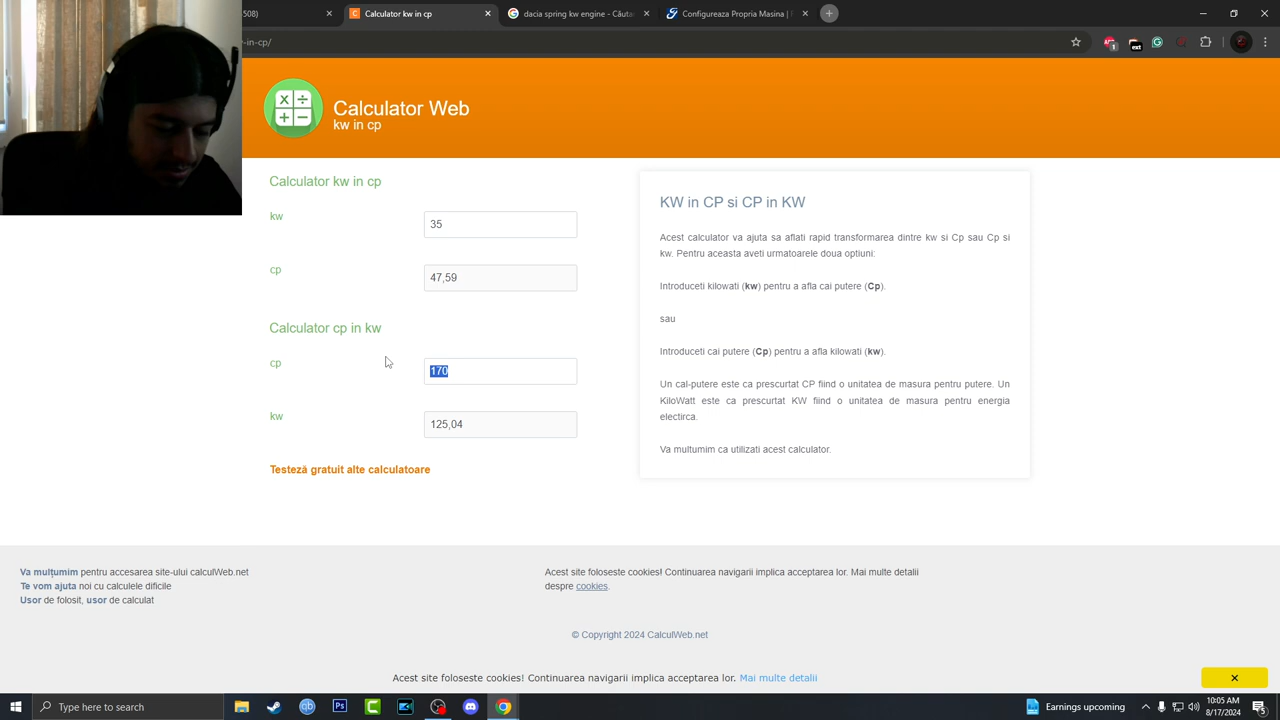 508)
Calculator kw in cp
dacia spring kw engine - Căuta
Configureaza Propria Masina |
-in-cp/
1
ext
Calculator Web
kw in cp
Calculator kw in cp
kw
35
cp
47,59
Calculator cp in kw
cp
170
kw
125,04
Testeză gratuit alte calculatoare
KW in CP si CP in KW
Acest calculator va ajuta sa aflati rapid transformarea dintre kw si Cp sau Cp si
kw. Pentru aceasta aveti urmatoarele doua optiuni:
Introduceti kilowati (kw) pentru a afla cai putere (Cp).
sau
Introduceti cai putere (Cp) pentru a afla kilowati (kw).
Un cal-putere este ca prescurtat CP fiind o unitatea de masura pentru putere. Un
KiloWatt este ca prescurtat KW fiind o unitatea de masura pentru energia
electirca.
Va multumim ca utilizati acest calculator.
Va mulțumim pentru accesarea site-ului calculWeb.net
Te vom ajuta noi cu calculele dificile
Usor de folosit, usor de calculat
Acest site foloseste cookies! Continuarea navigarii implica acceptarea lor. Mai multe detalii
despre cookies.
© Copyright 2024 CalculWeb.net
Acest site foloseste cookies! Continuarea navigarii implica acceptarea lor. Mai multe detalii
Type here to search
Ps
Earnings upcoming
10:05 AM
8/17/2024
5